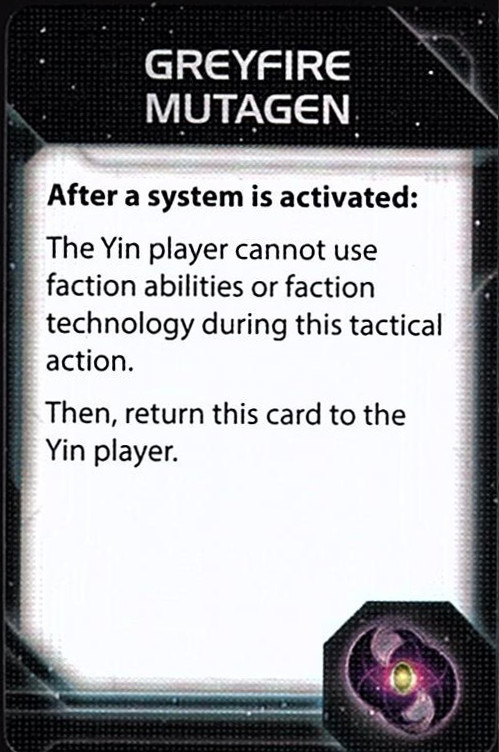 GREYFIRE
MUTAGEN
After a system is activated:
The Yin player cannot use
faction abilities or faction
technology during this tactical
action.
Then, return this card to the
Yin player.